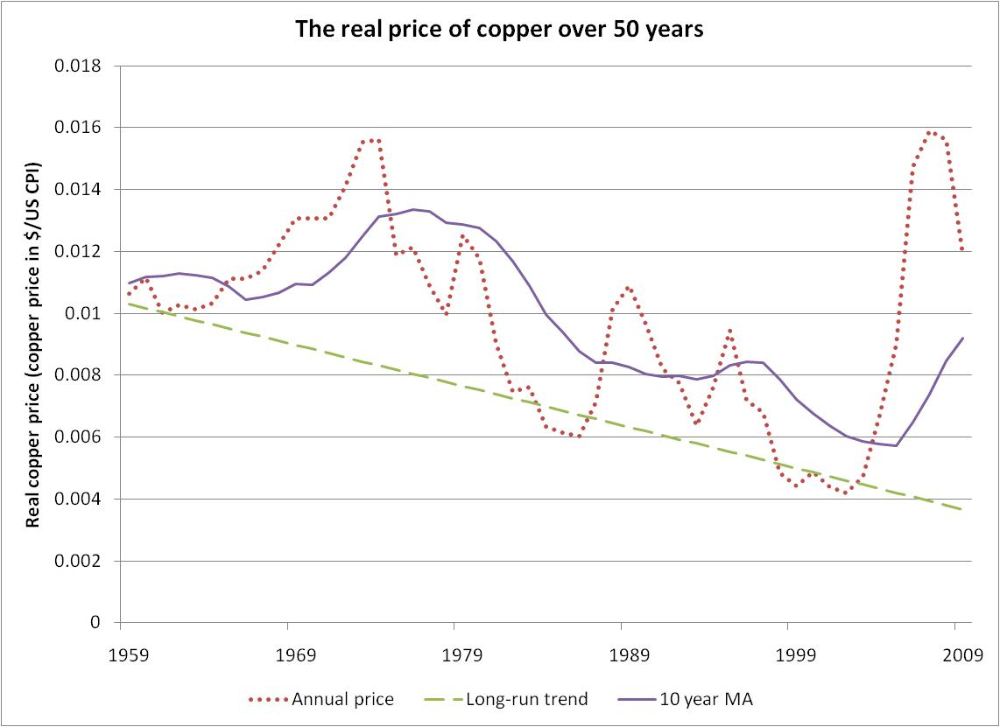 The real price of copper over 50 years
Real copper price (copper price in $/US CPI)
0.018
0.016
0.014
0.012
0.01
0.008
0.006
0.004
0.002
0
1959 1969 1979 1989 1999 2009
Annual price Long-run trend 10 year MA